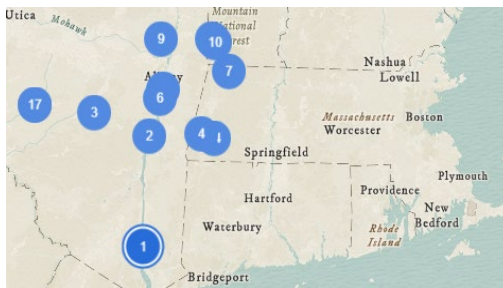 Utica
Mohawk
Mountain
National
Forest
9
10
7
Nashua
Lowell
17
3
6
2
4
Massachusetts
Boston
Worcester
Springfield
Hartford
Providence
Plymouth
New
Bedford
Waterbury
Rhode
Island
1
Bridgeport